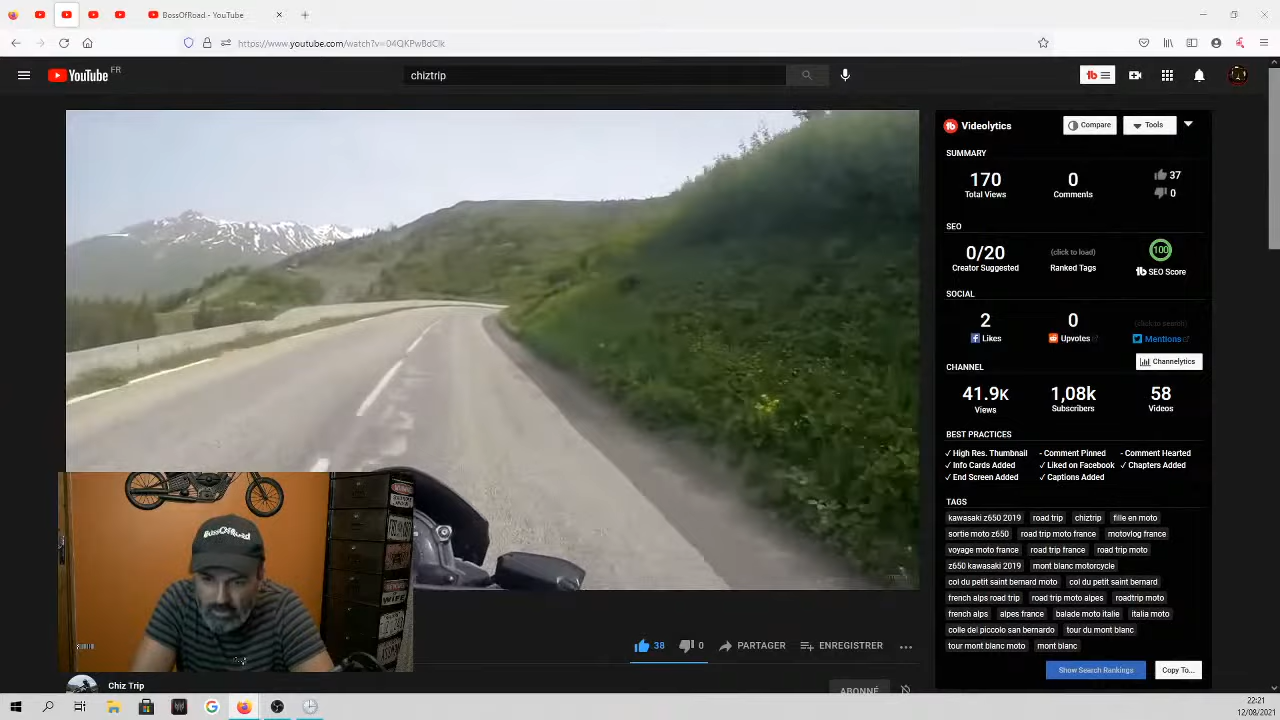 BossOfRoad - YouTube
https://www.youtube.com/watch?v=04QKPwBdClk
YouTube FR
chiztrip
tb
Videolytics
Compare
Tools
SUMMARY
170 0 37
Total Views Comments 0
SEO
0/20 (click to load) 100
Creator Suggested Ranked Tags tb SEO Score
SOCIAL
2 0 (click to search)
Likes Upvotes Mentions
CHANNEL Channelytics
41.9K 1,08k 58
Views Subscribers Videos
BEST PRACTICES
✓ High Res. Thumbnail - Comment Pinned - Comment Hearted
✓ Info Cards Added ✓ Liked on Facebook ✓ Chapters Added
✓ End Screen Added ✓ Captions Added
TAGS
kawasaki z650 2019 road trip chiztrip fille en moto
sortie moto z650 road trip moto france motovlog france
voyage moto france road trip france road trip moto
z650 kawasaki 2019 mont blanc motorcycle
col du petit saint bernard moto col du petit saint bernard
french alps road trip road trip moto alpes roadtrip moto
french alps alpes france balade moto italie italia moto
colle del piccolo san bernardo tour du mont blanc
tour mont blanc moto mont blanc
Show Search Rankings Copy To...
BossOfRoad
38 0 PARTAGER ENREGISTRER
Chiz Trip
ABONNÉ
22:21
12/08/2021